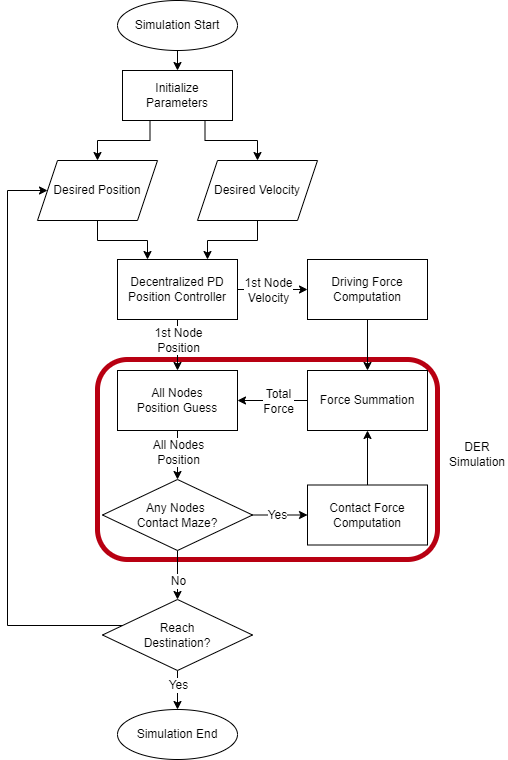 Simulation Start
Initialize
Parameters
Desired Position
Desired Velocity
Decentralized PD
Position Controller
1st Node
Velocity
Driving Force
Computation
1st Node
Position
All Nodes
Position Guess
Total
Force
Force Summation
DER
Simulation
All Nodes
Position
Any Nodes
Contact Maze?
Yes
Contact Force
Computation
No
Reach
Destination?
Yes
Simulation End